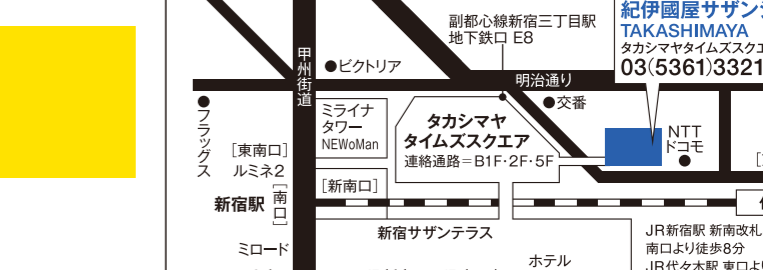 副都心線新宿三丁目駅
地下鉄口 E8
紀伊國屋サザン
TAKASHIMAYA
タカシマヤタイムズスクエ
03(5361)3321
甲州街道
●ビクトリア
明治通り
●交番
●フラッグス
ミライナ
タワー
NEWoMan
タカシマヤ
タイムズスクエア
連絡通路=B1F・2F・5F
NTT
ドコモ
●
[東南口]
ルミネ2
[新南口]
新宿駅
[南口]
新宿サザンテラス
ミロード
ホテル
JR新宿駅 新南改札
南口より徒歩8分
JR代々木駅 東口よ